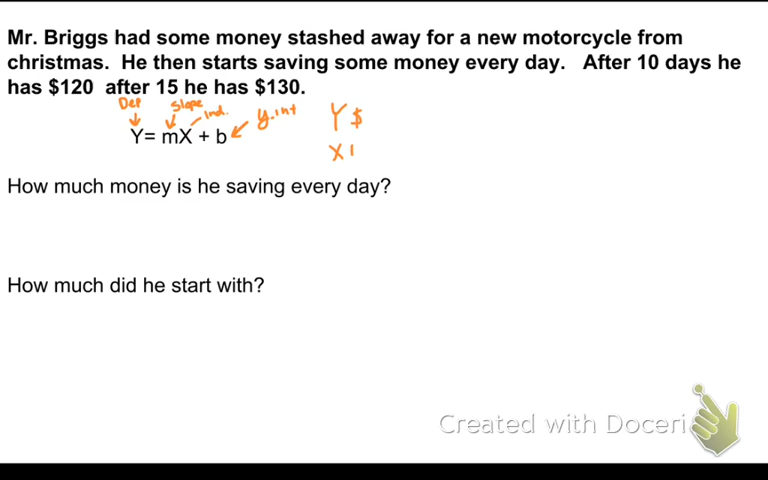 Mr. Briggs had some money stashed away for a new motorcycle from
christmas. He then starts saving some money every day. After 10 days he
has $120 after 15 he has $130.
Dep slope ind. y.int Y $
Y= mX + b X
How much money is he saving every day?
How much did he start with?
Created with Doceri